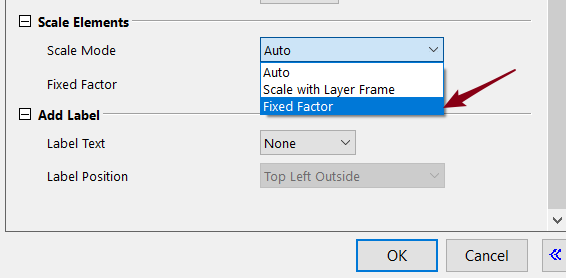 Scale Elements
Scale Mode Auto
Auto
Scale with Layer Frame
Fixed Factor Fixed Factor
Add Label
Label Text None
Label Position Top Left Outside
OK Cancel